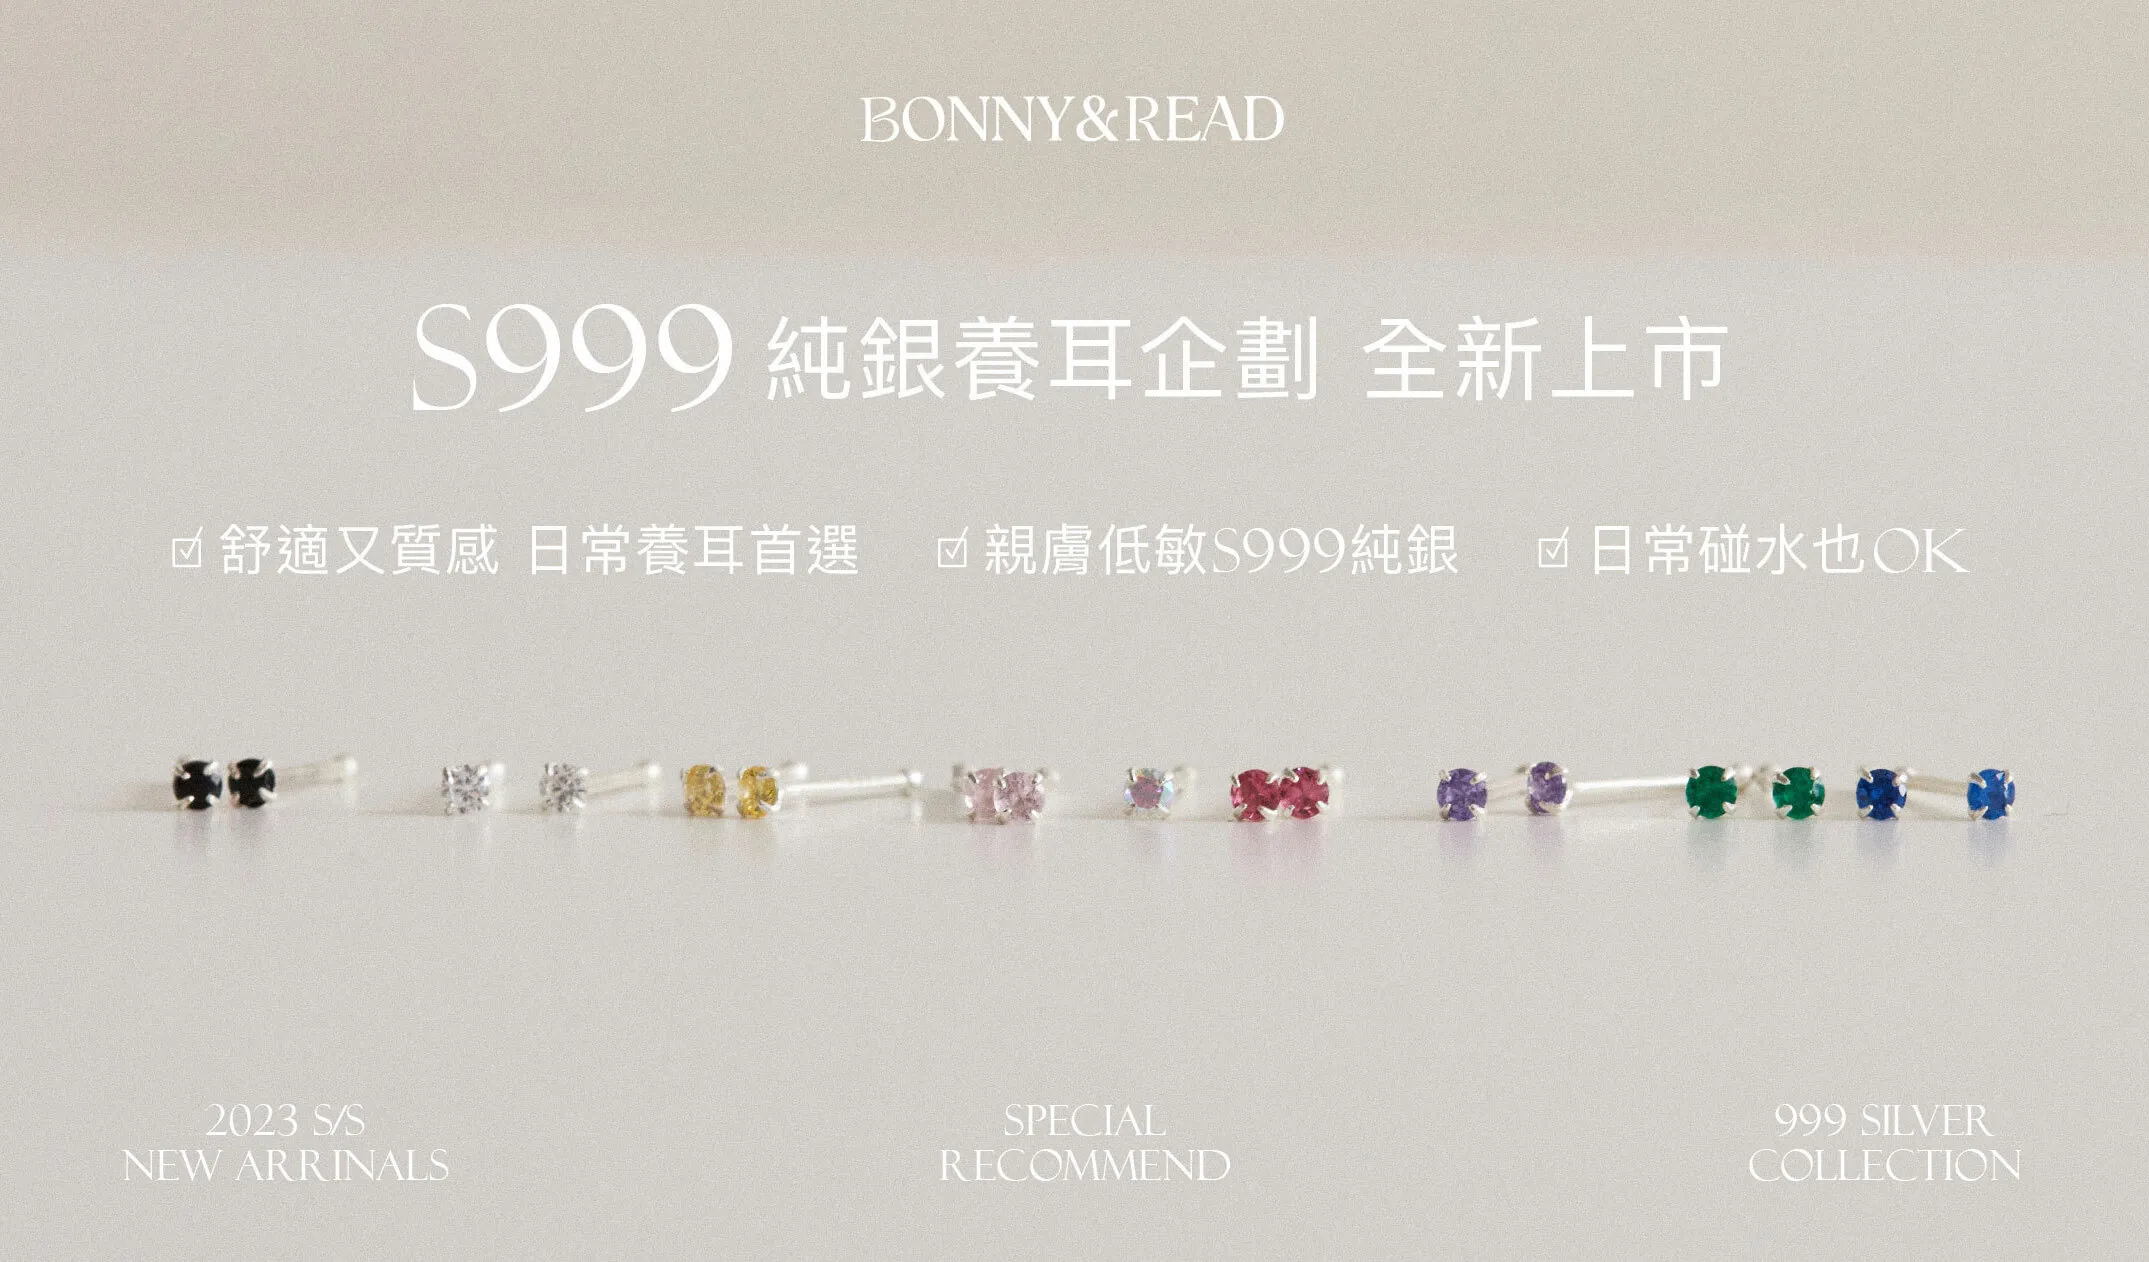 BONNY&READ
S999 純銀養耳企劃 全新上市
☑ 舒適又質感 日常養耳首選 ☑ 親膚低敏S999純銀 ☑ 日常碰水也OK
2023 S/S
NEW ARRINALS
SPECIAL
RECOMMEND
999 SILVER
COLLECTION